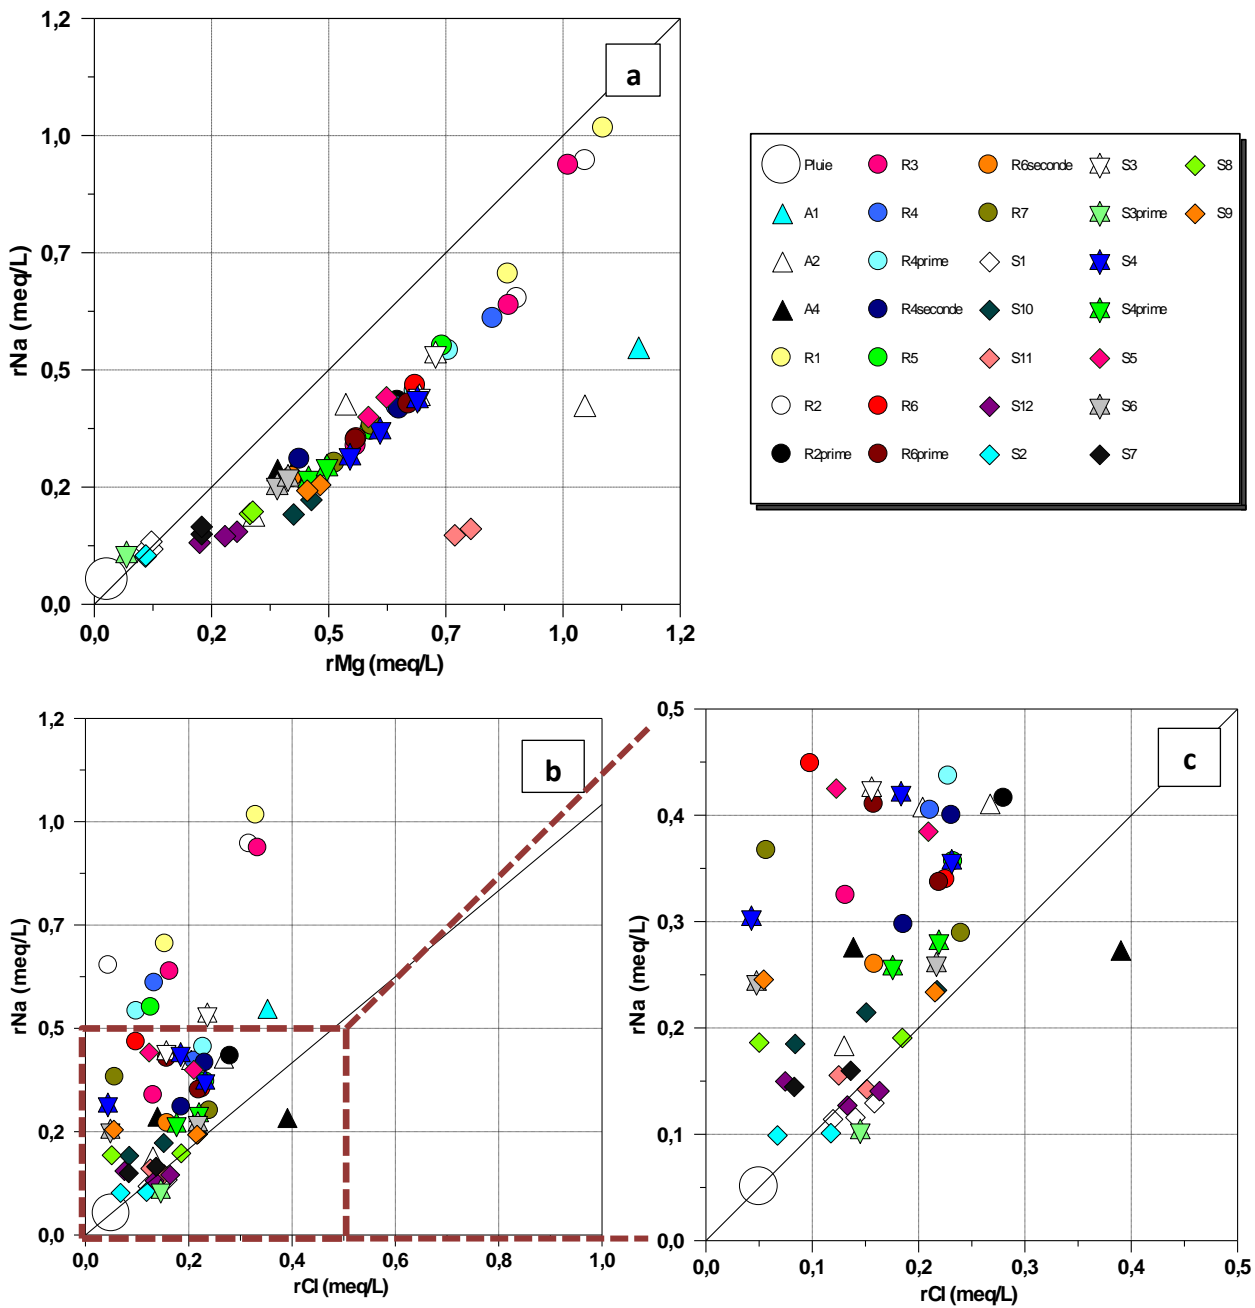 1,2
1,0
0,7
0,5
0,2
0,0
rNa (meq/L)
a
0,0 0,2 0,5 0,7 1,0 1,2
rMg (meq/L)
Pluie R3 R6seconde S3 S8
A1 R4 R7 S3prime S9
A2 R4prime S1 S4
A4 R4seconde S10 S4prime
R1 R5 S11 S5
R2 R6 S12 S6
R2prime R6prime S2 S7
1,2
1,0
0,7
0,5
0,2
0,0
rNa (meq/L)
b
0,0 0,2 0,4 0,6 0,8 1,0
rCl (meq/L)
0,5
0,4
0,3
0,2
0,1
0,0
rNa (meq/L)
c
0,0 0,1 0,2 0,3 0,4 0,5
rCl (meq/L)